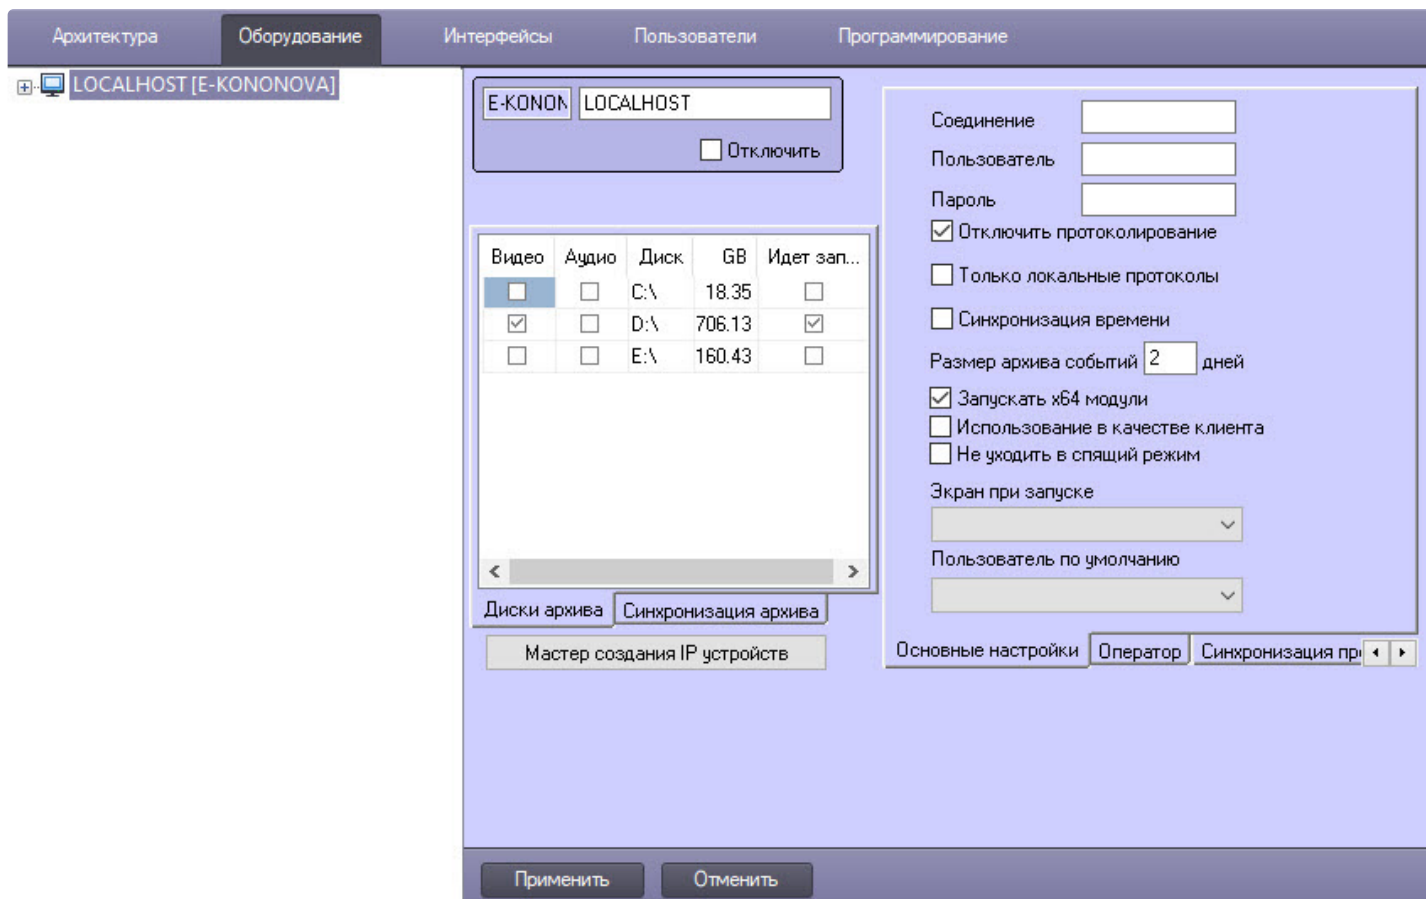 Архитектура Оборудование Интерфейсы Пользователи Программирование
LOCALHOST [E-KONONOVA]
E-KONON LOCALHOST
Отключить
Видео Аудио Диск GB Идет зап...
C:\ 18.35
D:\ 706.13
E:\ 160.43
Диски архива Синхронизация архива
Мастер создания IP устройств
Соединение
Пользователь
Пароль
Отключить протоколирование
Только локальные протоколы
Синхронизация времени
Размер архива событий 2 дней
Запускать x64 модули
Использование в качестве клиента
Не уходить в спящий режим
Экран при запуске
Пользователь по умолчанию
Основные настройки Оператор Синхронизация пр
Применить Отменить